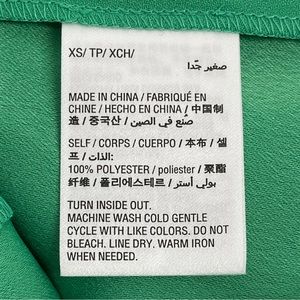 XS/ TP/ XCH/
صغير جّدا
MADE IN CHINA / FABRIQUÉ EN
CHINE / HECHO EN CHINA / 中国制
造 / 중국산 / صنع في الصين
SELF / CORPS / CUERPO / 本布 / 셀
프 / الذات:
100% POLYESTER / poliester / 聚酯
纤维 / 폴리에스테르 / بولي أستر
TURN INSIDE OUT.
MACHINE WASH COLD GENTLE
CYCLE WITH LIKE COLORS. DO NOT
BLEACH. LINE DRY. WARM IRON
WHEN NEEDED.